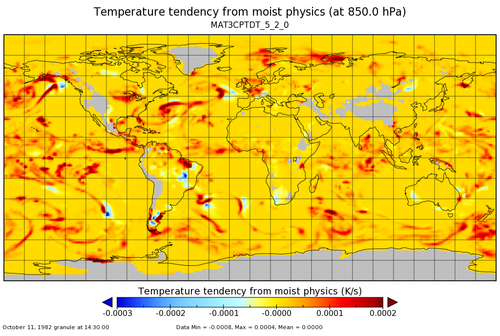 Temperature tendency from moist physics (at 850.0 hPa)
MAT3CPTDT_5_2_0
Temperature tendency from moist physics (K/s)
-0.0003 -0.0002 -0.0001 -0.0000 0.0001 0.0002
October 11, 1982 granule at 14:30:00 Data Min = -0.0008, Max = 0.0004, Mean = 0.0000